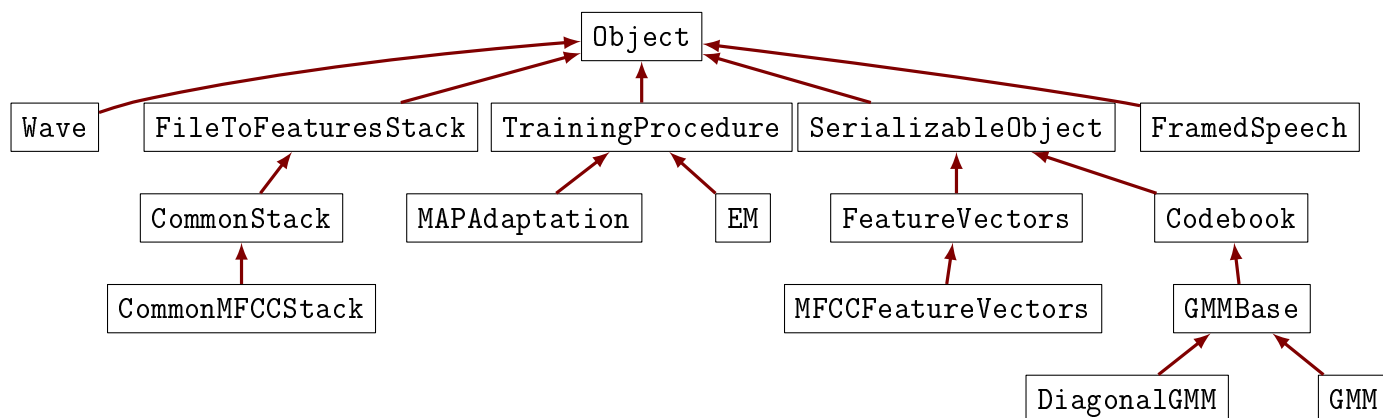 Object
Wave FileToFeaturesStack TrainingProcedure SerializableObject FramedSpeech
CommonStack MAPAdaptation EM FeatureVectors Codebook
CommonMFCCStack MFCCFeatureVectors GMMBase
DiagonalGMM GMM